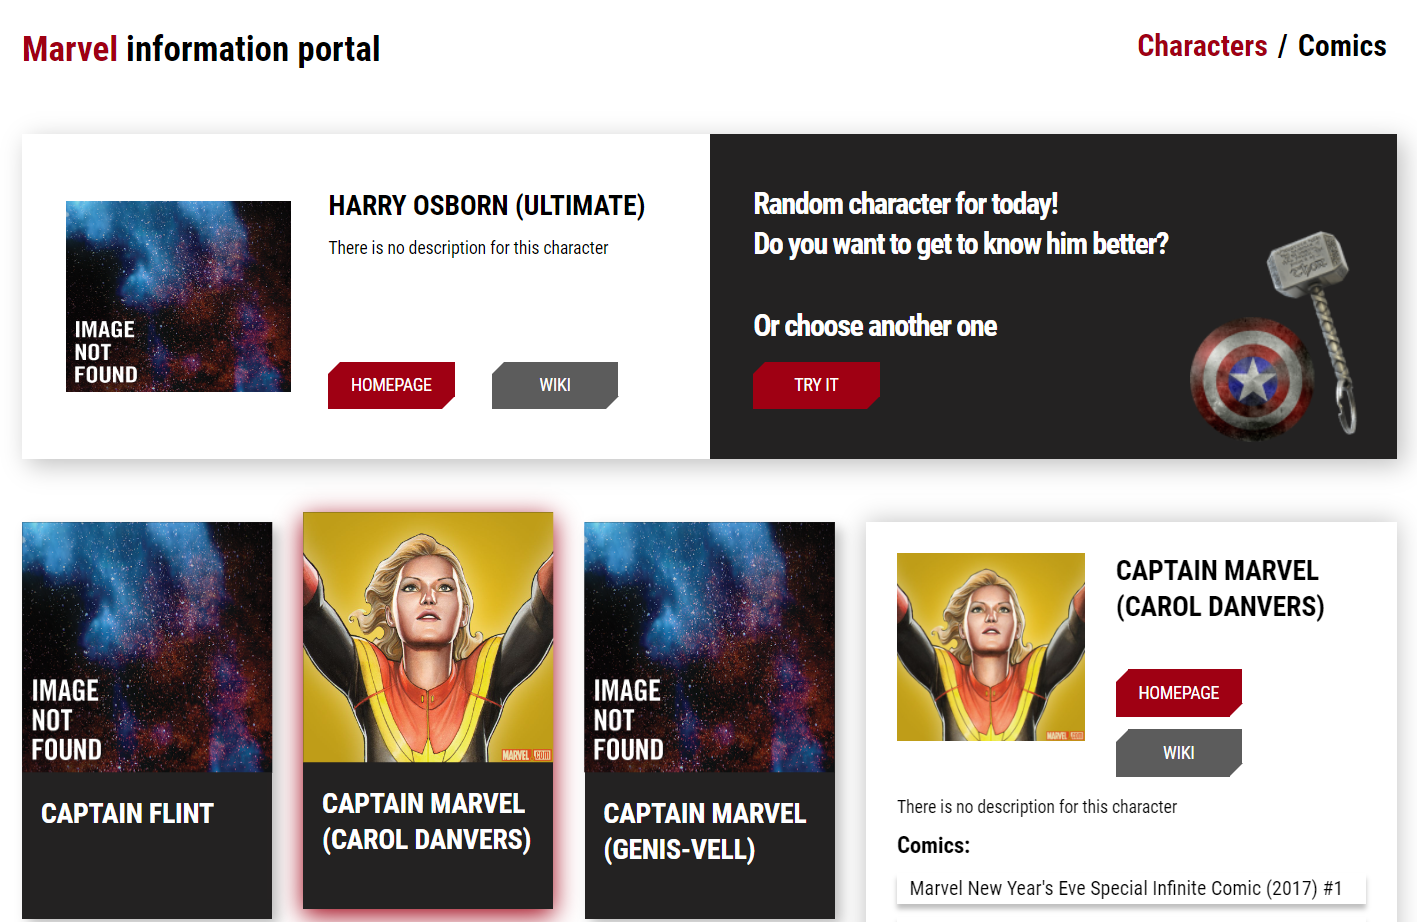 Marvel information portal
Characters / Comics
HARRY OSBORN (ULTIMATE)
There is no description for this character
IMAGE
NOT
FOUND
HOMEPAGE
WIKI
Random character for today!
Do you want to get to know him better?
Or choose another one
TRY IT
IMAGE
NOT
FOUND
CAPTAIN FLINT
MARVEL.com
CAPTAIN MARVEL
(CAROL DANVERS)
IMAGE
NOT
FOUND
CAPTAIN MARVEL
(GENIS-VELL)
CAPTAIN MARVEL
(CAROL DANVERS)
MARVEL.com
HOMEPAGE
WIKI
There is no description for this character
Comics:
Marvel New Year's Eve Special Infinite Comic (2017) #1